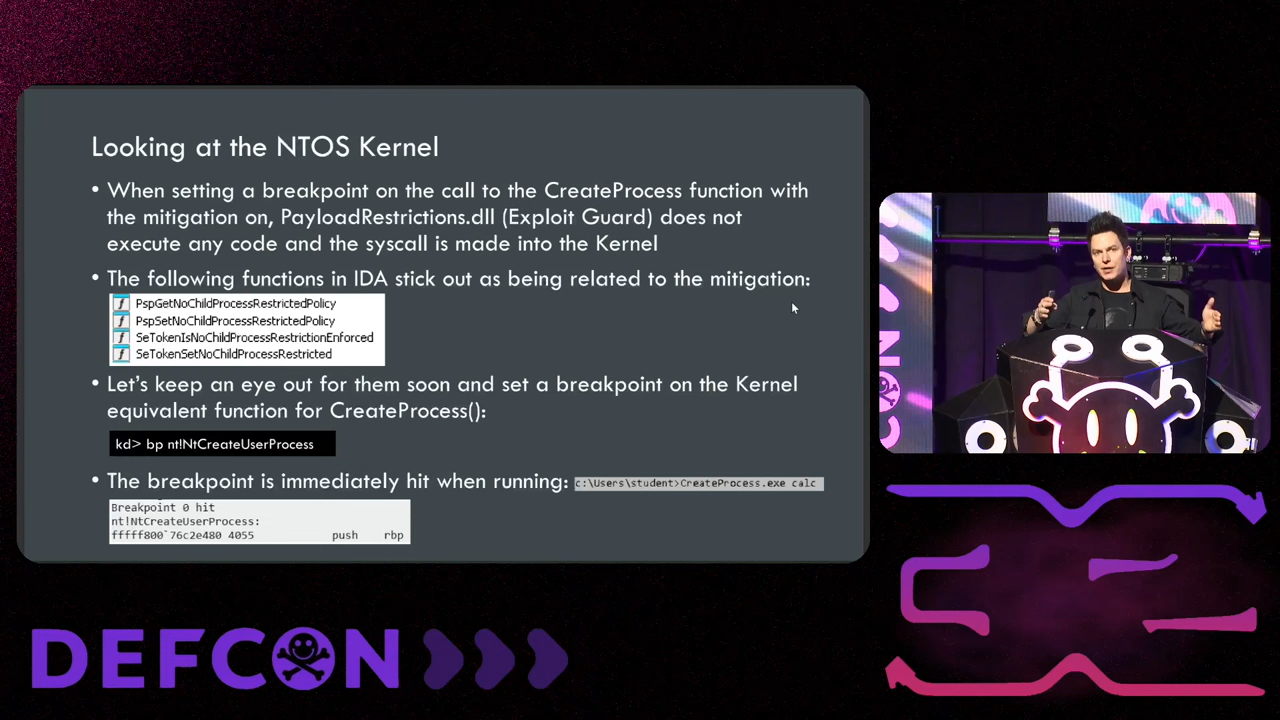 Looking at the NTOS Kernel
• When setting a breakpoint on the call to the CreateProcess function with
the mitigation on, PayloadRestrictions.dll (Exploit Guard) does not
execute any code and the syscall is made into the Kernel
• The following functions in IDA stick out as being related to the mitigation:
f PspGetNoChildProcessRestrictedPolicy
f PspSetNoChildProcessRestrictedPolicy
f SeTokenIsNoChildProcessRestrictionEnforced
f SeTokenSetNoChildProcessRestricted
• Let's keep an eye out for them soon and set a breakpoint on the Kernel
equivalent function for CreateProcess():
kd> bp nt!NtCreateUserProcess
• The breakpoint is immediately hit when running: c:\Users\student>CreateProcess.exe calc
Breakpoint 0 hit
nt!NtCreateUserProcess:
fffff800`76c2e480 4055 push rbp
DEFCON